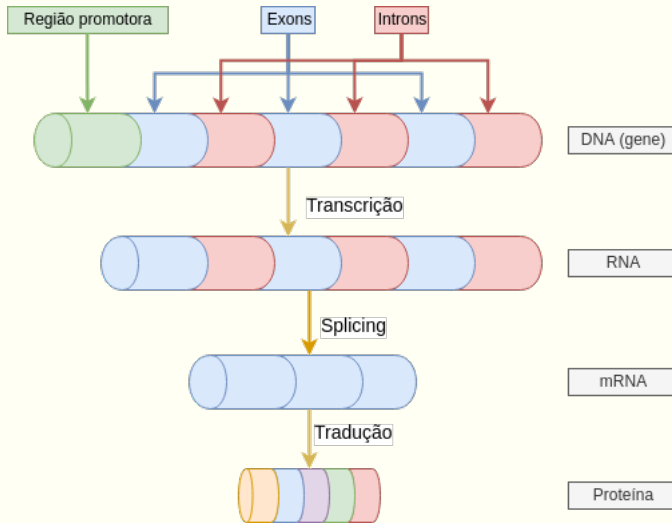 Região promotora
Exons
Introns
DNA (gene)
Transcrição
RNA
Splicing
mRNA
Tradução
Proteína